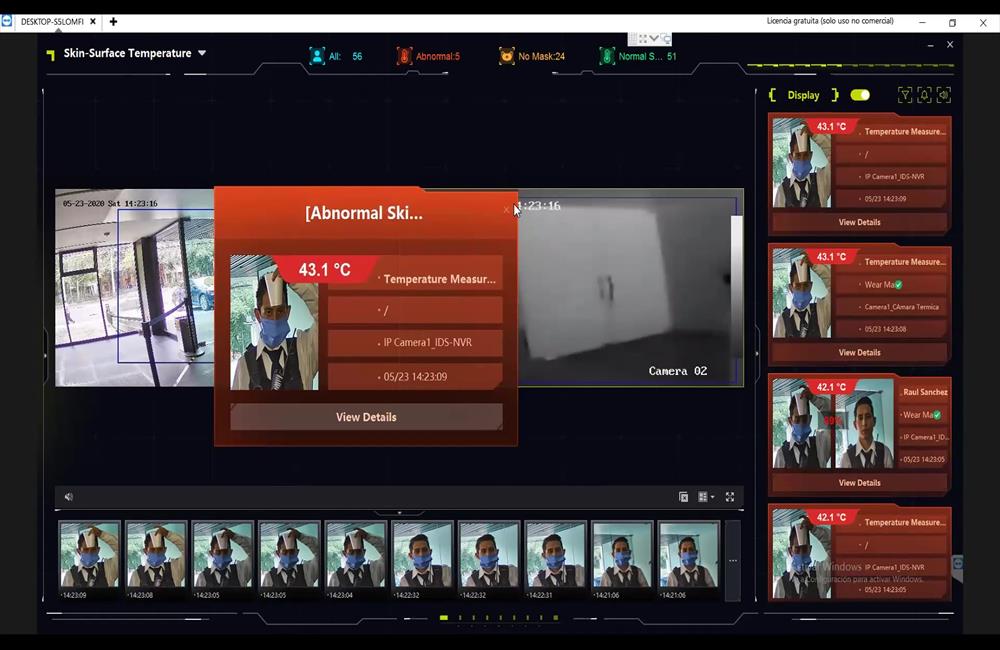 DESKTOP-S5LOMFI
Licencia gratuita (solo uso no comercial)
Skin-Surface Temperature
All: 56
Abnormal:5
No Mask:24
Normal S... 51
Display
05-23-2020 Sat 14:23:16
:23:16
Camera 02
[Abnormal Ski...
43.1 °C
Temperature Measur...
/
IP Camera1_IDS-NVR
05/23 14:23:09
View Details
43.1 °C
Temperature Measure...
/
IP Camera1_IDS-NVR
05/23 14:23:09
View Details
43.1 °C
Temperature Measure...
Wear Ma
Camera1_CAmara Termica
05/23 14:23:08
View Details
42.1 °C
Raul Sanchez
Wear Ma
IP Camera1_ID...
05/23 14:23:05
View Details
42.1 °C
Temperature Measure...
/
IP Camera1_IDS-NVR
05/23 14:23:05
Windows
Configuración para activar Windows.
14:23:09
14:23:08
14:23:05
14:23:05
14:23:04
14:22:32
14:22:32
14:22:31
14:21:06
14:21:06
...